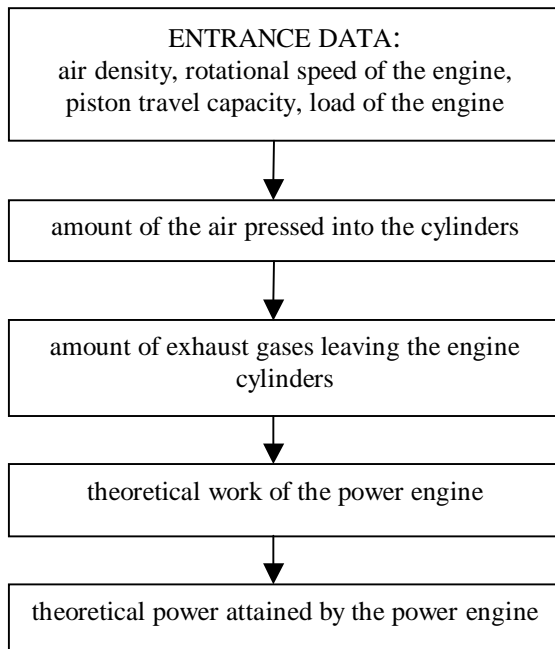 ENTRANCE DATA:
air density, rotational speed of the engine,
piston travel capacity, load of the engine
amount of the air pressed into the cylinders
amount of exhaust gases leaving the engine
cylinders
theoretical work of the power engine
theoretical power attained by the power engine